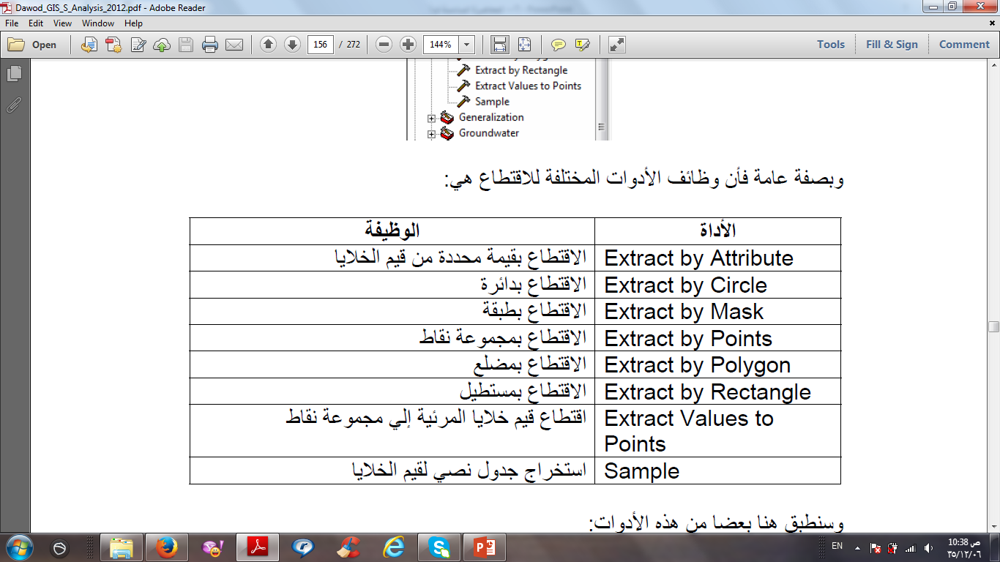 Dawod_GIS_S_Analysis_2012.pdf - Adobe Reader
File Edit View Window Help
Open 156 / 272 144% Tools Fill & Sign Comment
Extract by Rectangle
Extract Values to Points
Sample
Generalization
Groundwater
وبصفة عامة فأن وظائف الأدوات المختلفة للاقتطاع هي:
الأداة الوظيفة
Extract by Attribute الاقتطاع بقيمة محددة من قيم الخلايا
Extract by Circle الاقتطاع بدائرة
Extract by Mask الاقتطاع بطبقة
Extract by Points الاقتطاع بمجموعة نقاط
Extract by Polygon الاقتطاع بمضلع
Extract by Rectangle الاقتطاع بمستطيل
Extract Values to اقتطاع قيم خلايا المرئية إلي مجموعة نقاط
Points
Sample استخراج جدول نصي لقيم الخلايا
وسنطبق هنا بعضا من هذه الأدوات:
EN 10:38 ص
٣٥/١٢/٠٦